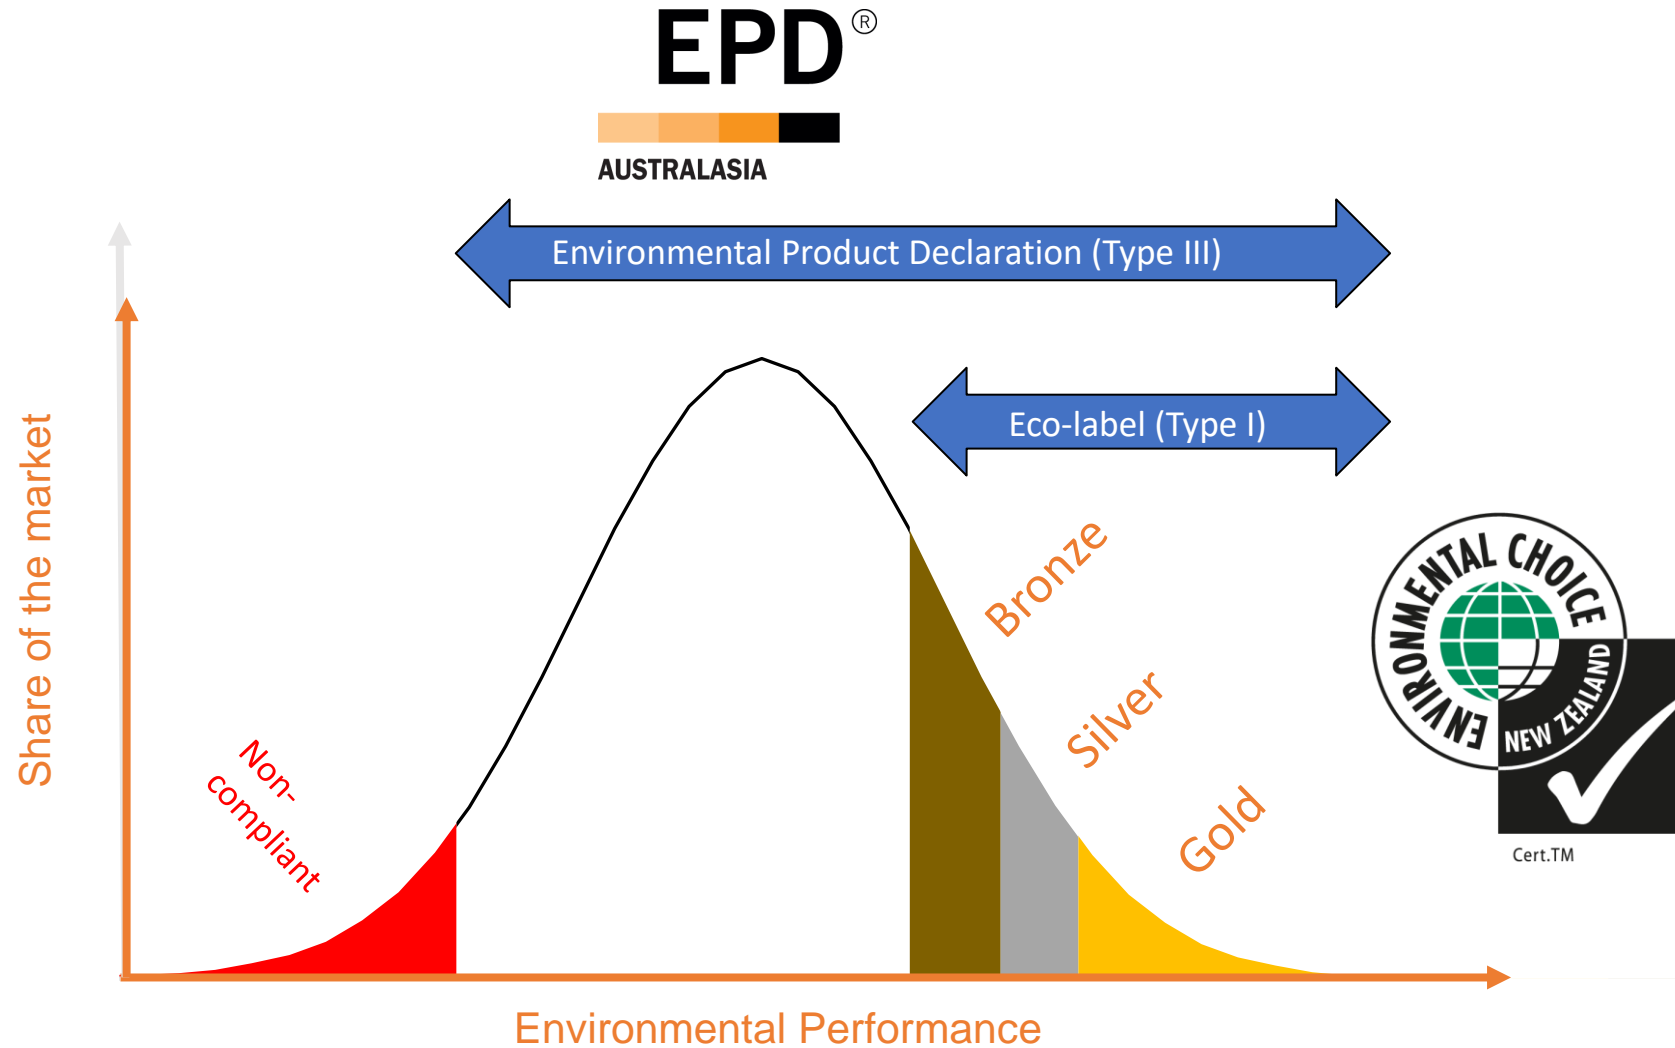 EPD®
AUSTRALASIA
Environmental Product Declaration (Type III)
Eco-label (Type I)
Share of the market
Non-
compliant
Bronze
Silver
Gold
ENVIRONMENTAL CHOICE
NEW ZEALAND
Cert.TM
Environmental Performance